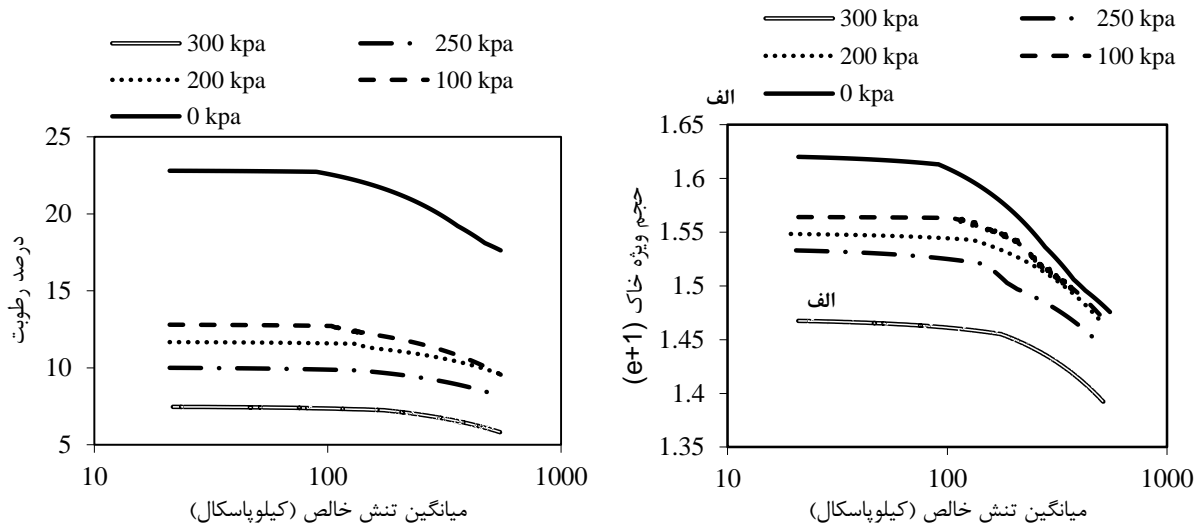 300 kpa
250 kpa
200 kpa
100 kpa
0 kpa
25
20
15
10
5
10
100
1000
درصد رطوبت
میانگین تنش خالص (کیلوپاسکال)
300 kpa
250 kpa
200 kpa
100 kpa
0 kpa
الف
1.65
1.6
1.55
1.5
1.45
1.4
1.35
الف
10
100
1000
حجم ویژه خاک (e+1)
میانگین تنش خالص (کیلوپاسکال)